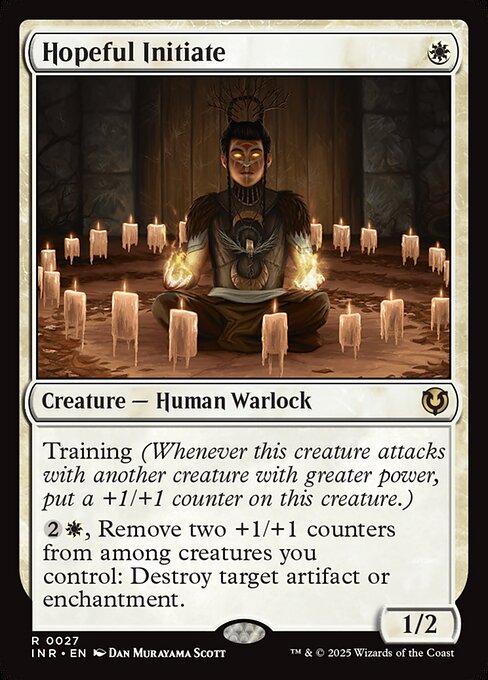 Hopeful Initiate
Creature — Human Warlock
Training (Whenever this creature attacks
with another creature with greater power,
put a +1/+1 counter on this creature.)
2, Remove two +1/+1 counters
from among creatures you
control: Destroy target artifact or
enchantment.
1/2
R 0027
INR • EN Dan Murayama Scott
™ & © 2025 Wizards of the Coast